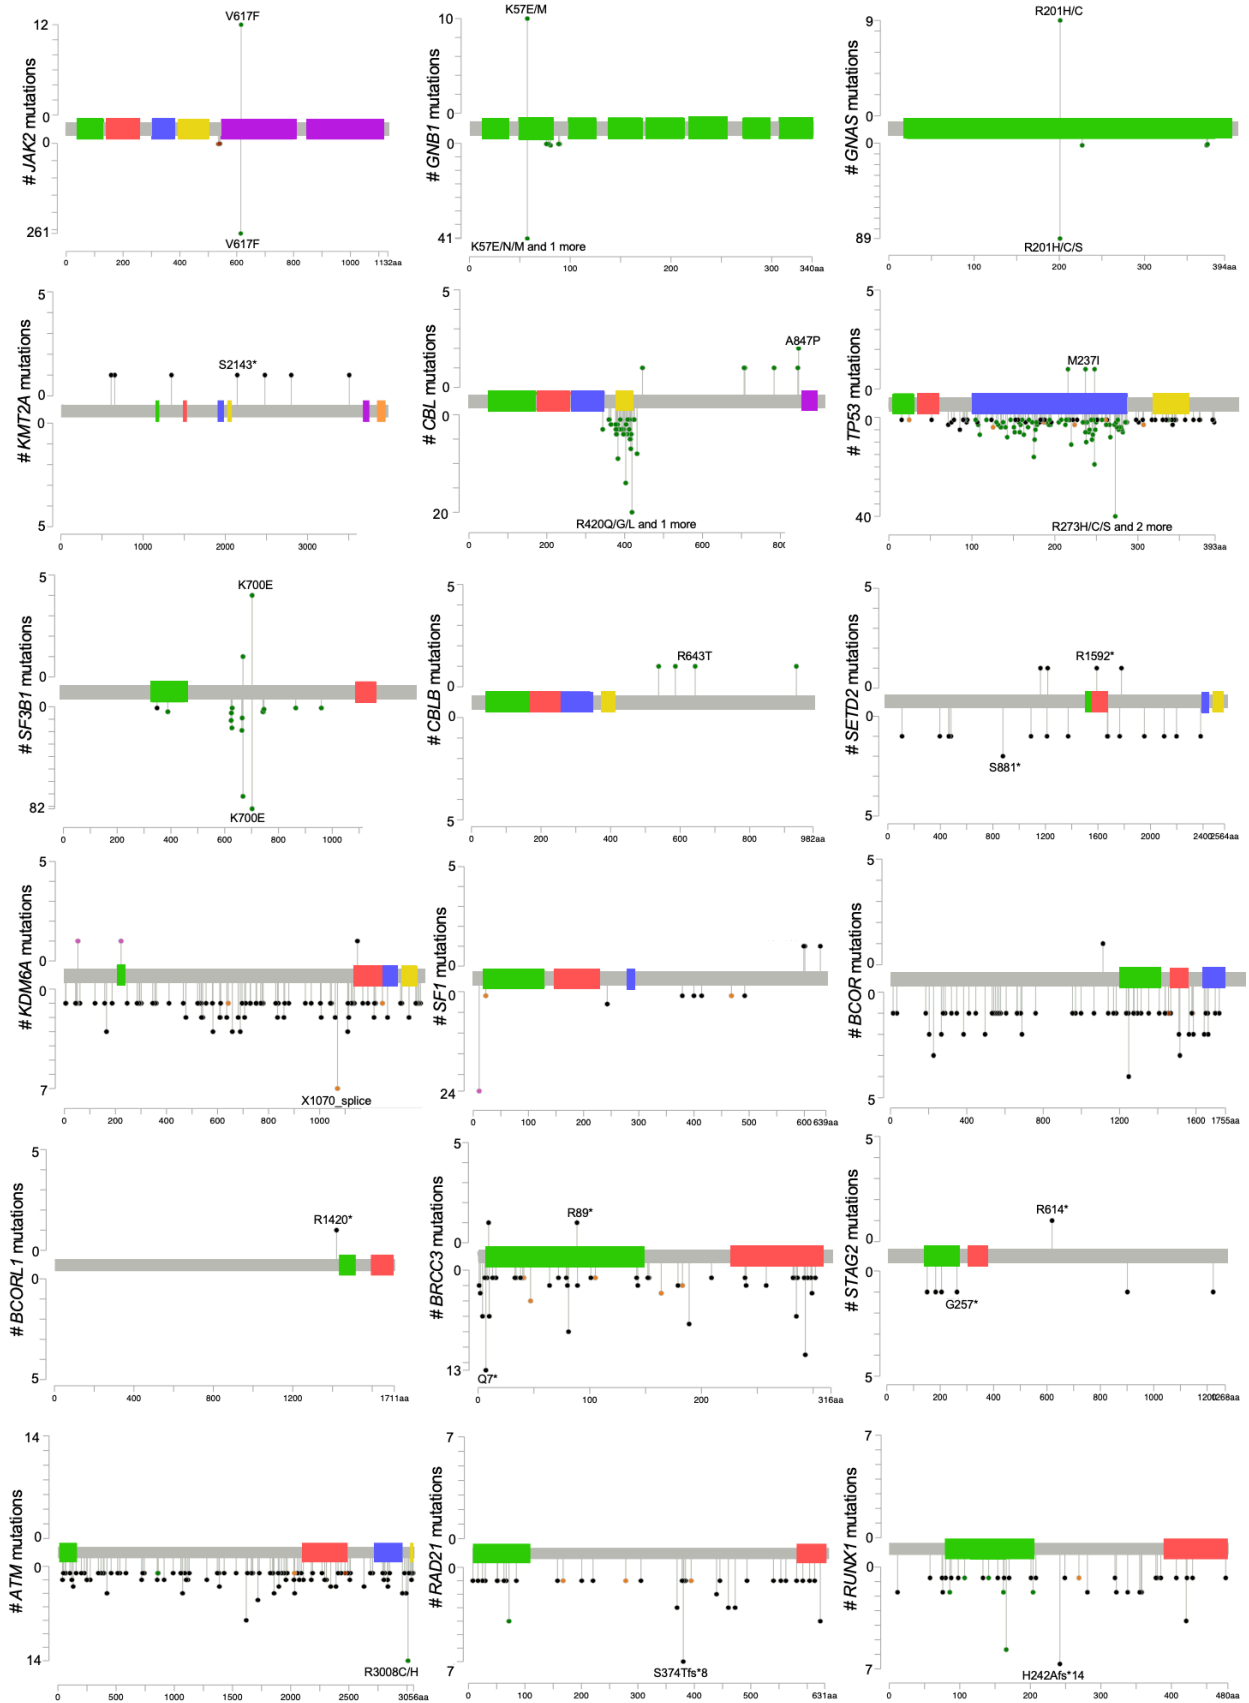 V617F
12
0
# JAK2 mutations
0
261
V617F
0 200 400 600 800 1000 1132aa
K57E/M
10
0
# GNB1 mutations
0
41
K57E/N/M and 1 more
0 100 200 300 340aa
R201H/C
9
0
# GNAS mutations
0
89
R201H/C/S
0 100 200 300 394aa
5
S2143*
0
# KMT2A mutations
0
5
0 1000 2000 3000
5
A847P
0
# CBL mutations
0
20
R420Q/G/L and 1 more
0 200 400 600 800
5
M237I
0
# TP53 mutations
0
40
R273H/C/S and 2 more
0 100 200 300 393aa
5
K700E
0
# SF3B1 mutations
0
82
K700E
0 200 400 600 800 1000
5
R643T
0
# CBLB mutations
0
5
0 200 400 600 800 982aa
5
R1592*
0
# SETD2 mutations
0
S881*
5
0 400 800 1200 1600 2000 2400 2564aa
5
0
# KDM6A mutations
0
7
X1070_splice
0 200 400 600 800 1000
5
0
# SF1 mutations
0
24
0 100 200 300 400 500 600 639aa
5
0
# BCOR mutations
0
5
0 400 800 1200 1600 1755aa
5
R1420*
0
# BCORL1 mutations
0
5
0 400 800 1200 1711aa
5
R89*
0
# BRCC3 mutations
0
13
Q7*
0 100 200 316aa
5
R614*
0
# STAG2 mutations
0
G257*
5
0 200 400 600 800 1000 1200 1268aa
14
0
# ATM mutations
0
14
R3008C/H
0 500 1000 1500 2000 2500 3056aa
7
0
# RAD21 mutations
0
7
S374Tfs*8
0 100 200 300 400 500 631aa
7
0
# RUNX1 mutations
0
7
H242Afs*14
0 100 200 300 400 480aa